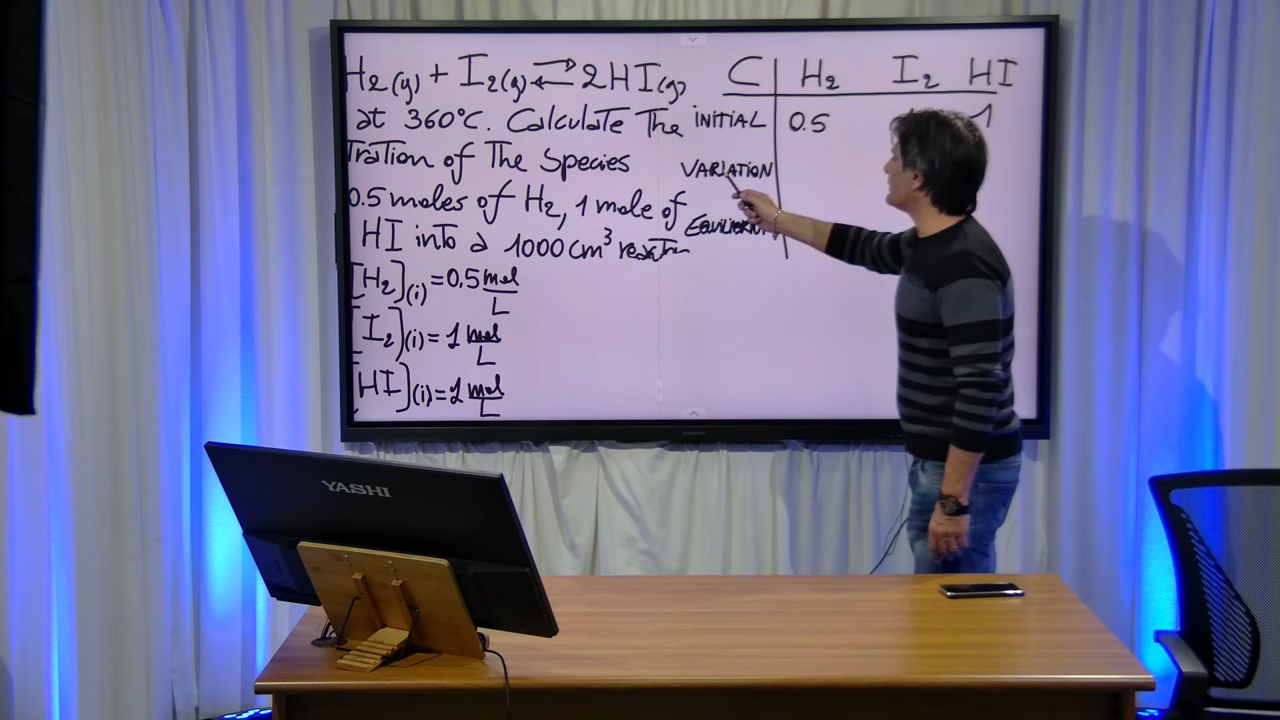 H₂(g) + I₂(g) ⇄ 2HI(g)
at 360°C. Calculate The
Tration of The Species
0.5 moles of H₂, 1 mole of
HI into a 1000 cm³ reaction
[H₂](i) = 0.5 mol/L
[I₂](i) = 1 mol/L
[HI](i) = 1 mol/L
C H₂ I₂ HI
INITIAL 0.5 1
VARIATION
EQUILIBRIUM
SAMSUNG
YASHI